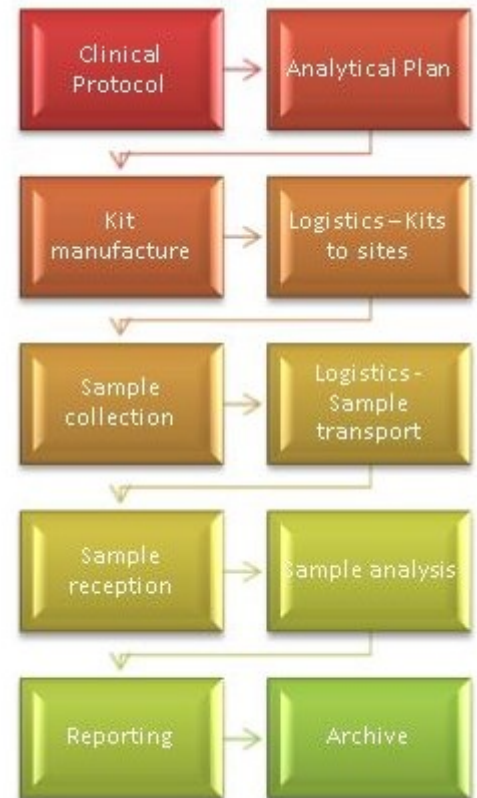 Clinical
Protocol
Analytical Plan
Kit
manufacture
Logistics – Kits
to sites
Sample
collection
Logistics -
Sample
transport
Sample
reception
Sample analysis
Reporting
Archive